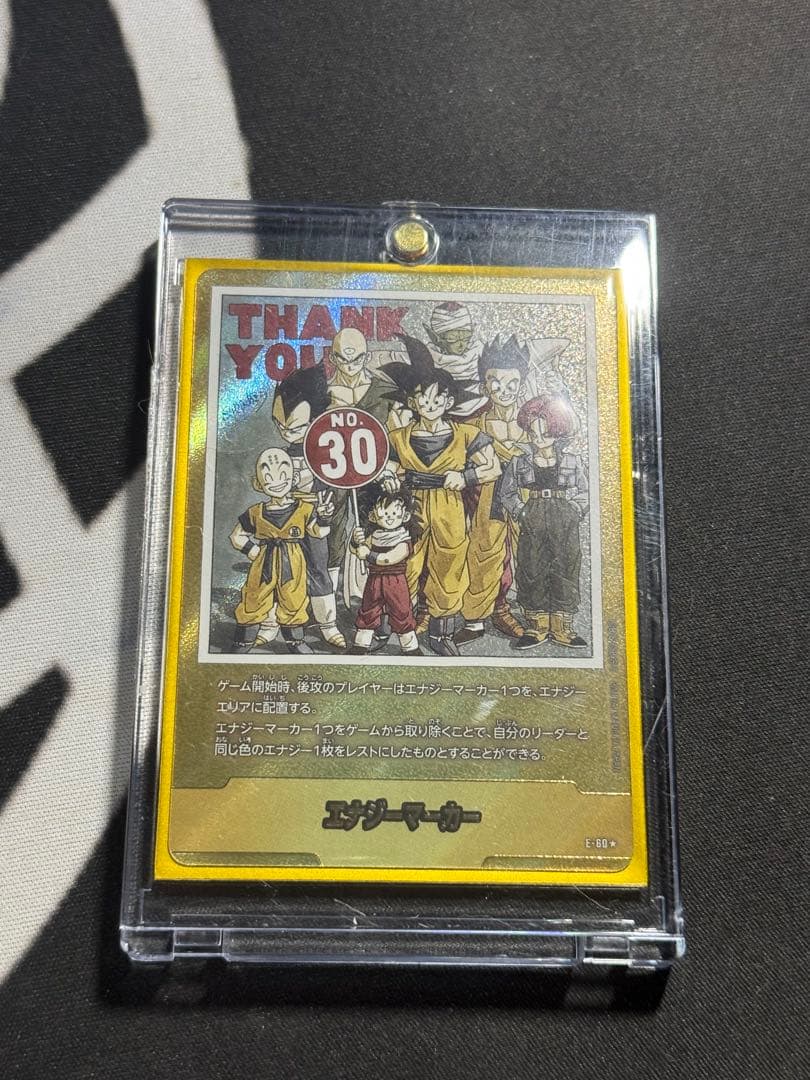 THANK
YOU
NO.
30
ゲーム開始時、後攻のプレイヤーはエナジーマーカー1つを、エナジー
エリアに配置する。
エナジーマーカー1つをゲームから取り除くことで、自分のリーダーと
同じ色のエナジー1枚をレストにしたものとすることができる。
エナジーマーカー
E-60★